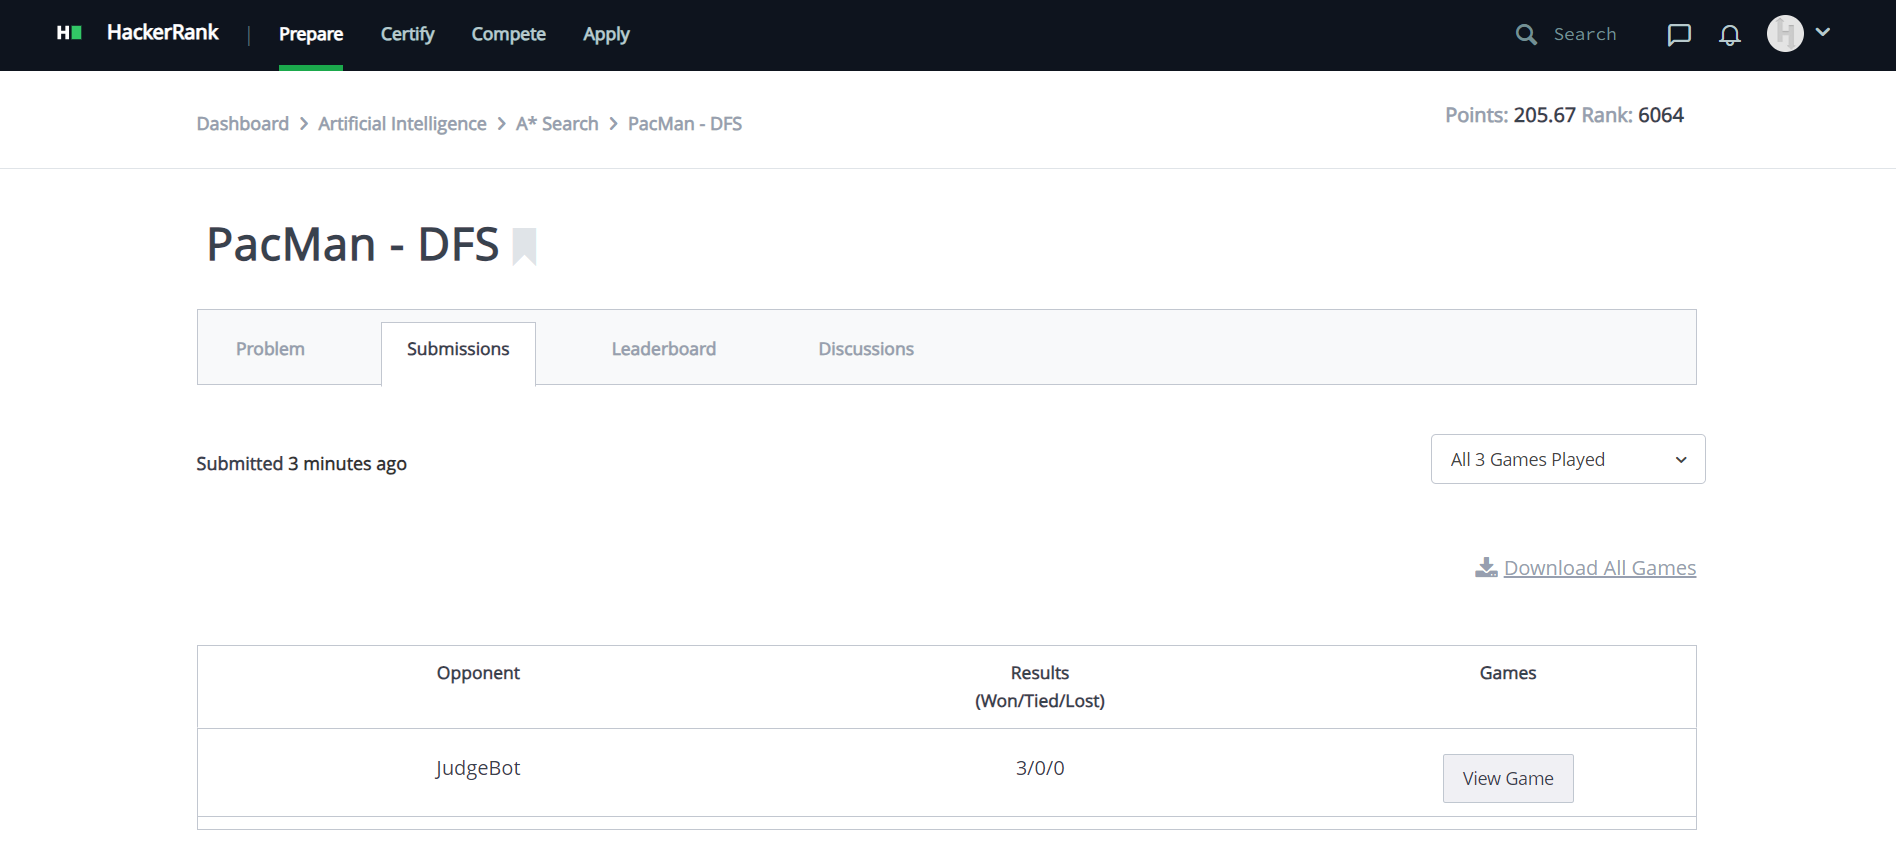 HackerRank | Prepare Certify Compete Apply Search
Dashboard > Artificial Intelligence > A* Search > PacMan - DFS
Points: 205.67 Rank: 6064
PacMan - DFS
Problem Submissions Leaderboard Discussions
Submitted 3 minutes ago
All 3 Games Played
Download All Games
Opponent Results Games
(Won/Tied/Lost)
JudgeBot 3/0/0 View Game